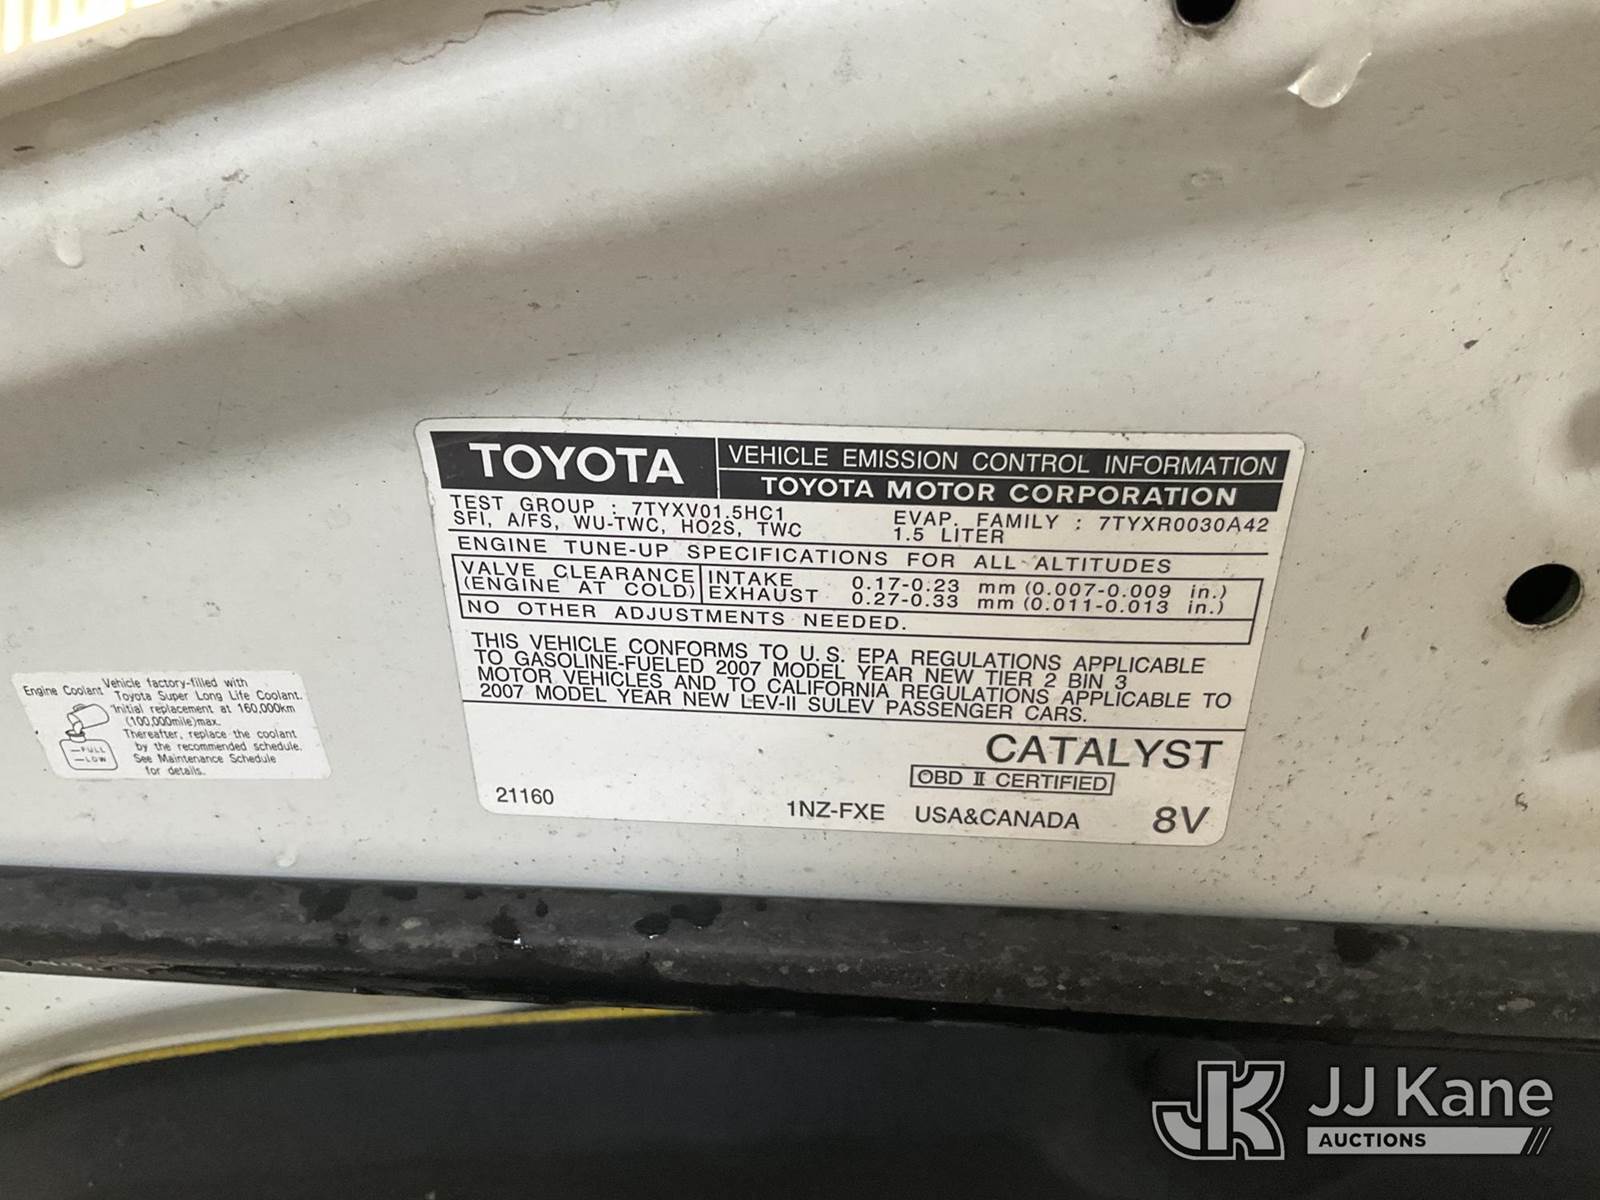 TOYOTA
VEHICLE EMISSION CONTROL INFORMATION
TOYOTA MOTOR CORPORATION
TEST GROUP : 7TYXV01.5HC1
SFI, A/FS, WU-TWC, HO2S, TWC
EVAP. FAMILY : 7TYXR0030A42
1.5 LITER
ENGINE TUNE-UP SPECIFICATIONS FOR ALL ALTITUDES
VALVE CLEARANCE
(ENGINE AT COLD)
INTAKE 0.17-0.23 mm (0.007-0.009 in.)
EXHAUST 0.27-0.33 mm (0.011-0.013 in.)
NO OTHER ADJUSTMENTS NEEDED.
THIS VEHICLE CONFORMS TO U.S. EPA REGULATIONS APPLICABLE
TO GASOLINE-FUELED 2007 MODEL YEAR NEW TIER 2 BIN 3
MOTOR VEHICLES AND TO CALIFORNIA REGULATIONS APPLICABLE TO
2007 MODEL YEAR NEW LEV-II SULEV PASSENGER CARS.
CATALYST
OBD II CERTIFIED
21160
1NZ-FXE USA&CANADA 8V
Engine Coolant
Vehicle factory-filled with
Toyota Super Long Life Coolant.
Initial replacement at 160,000km
(100,000mile)max.
Thereafter, replace the coolant
by the recommended schedule.
See Maintenance Schedule
for details.
—FULL
—LOW
JK
JJ Kane
AUCTIONS